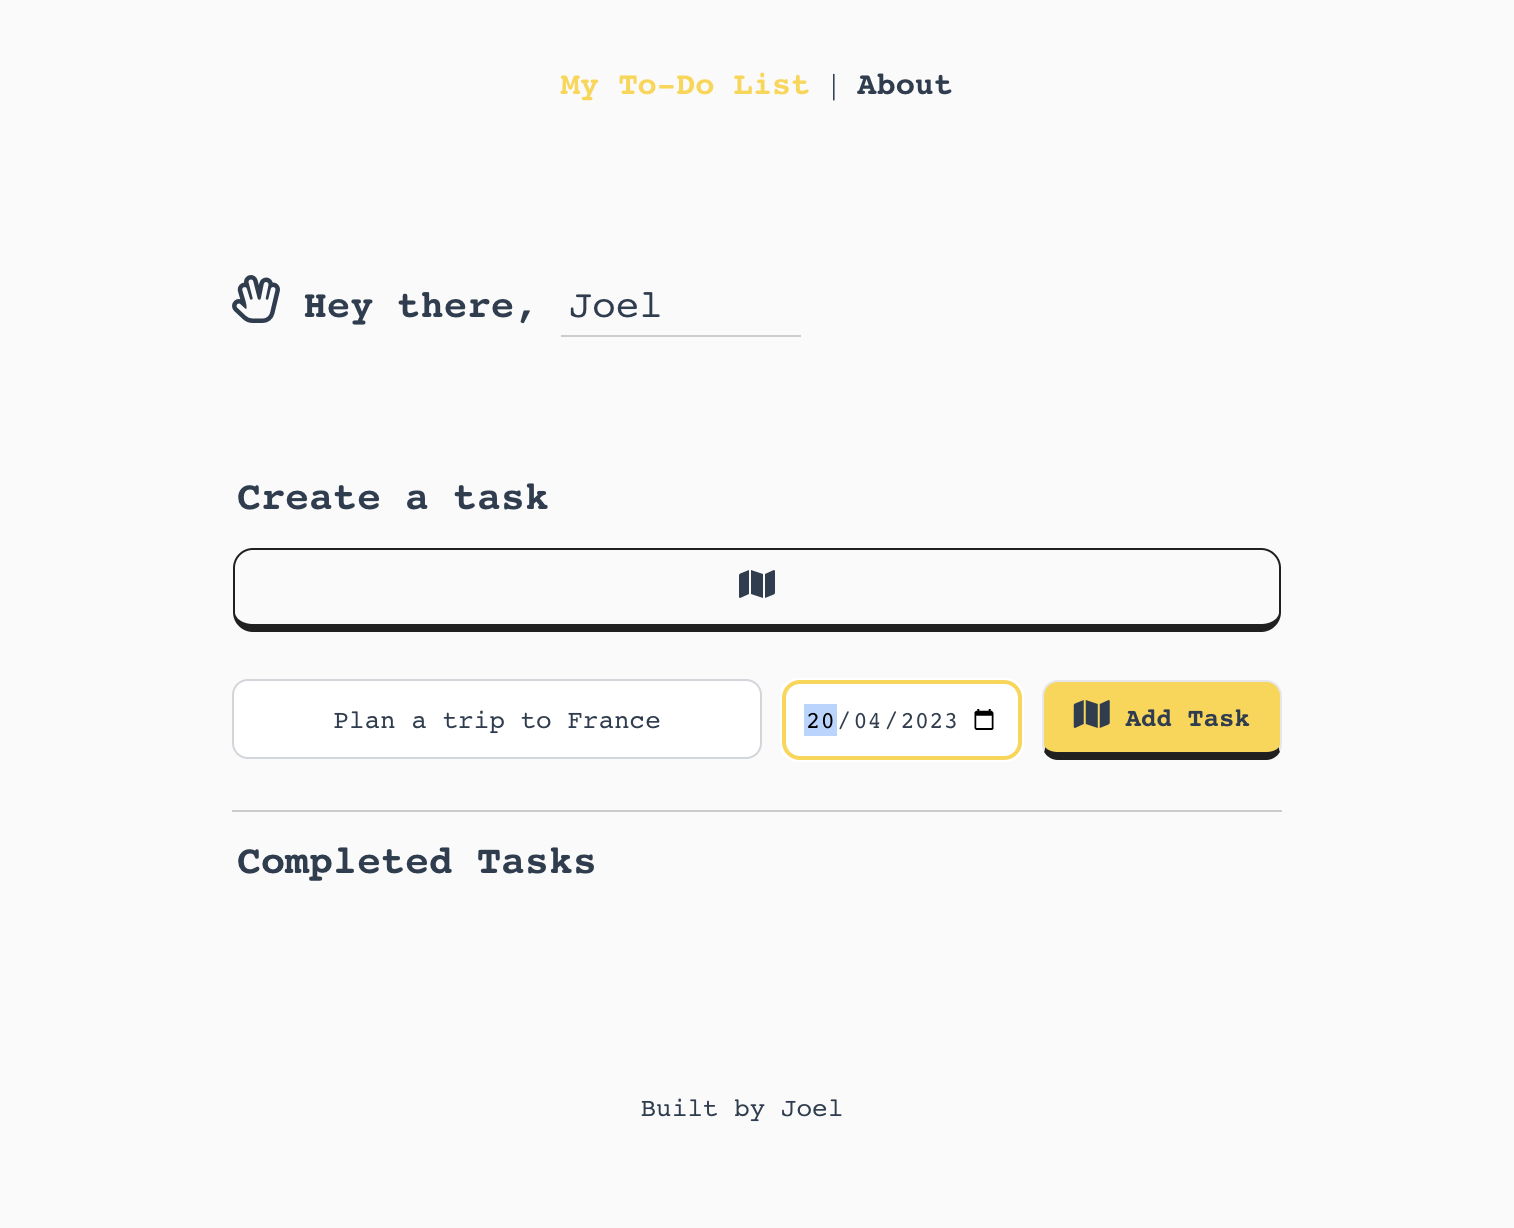 My To-Do List | About
Hey there, Joel
Create a task
Plan a trip to France 20/04/2023 Add Task
Completed Tasks
Built by Joel